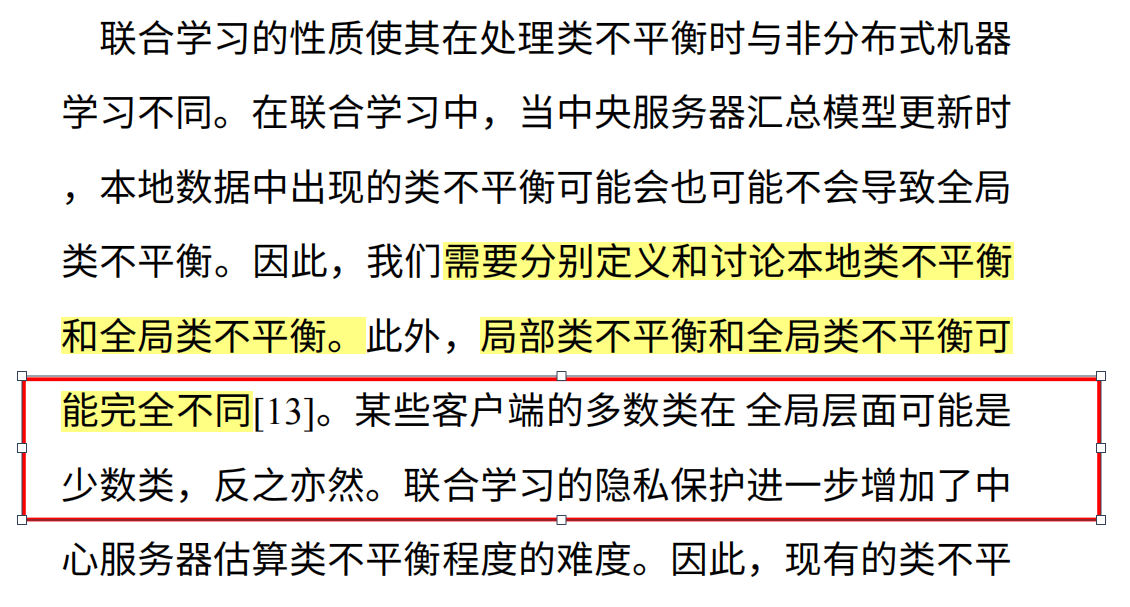 联合学习的性质使其在处理类不平衡时与非分布式机器
学习不同。在联合学习中，当中央服务器汇总模型更新时
，本地数据中出现的类不平衡可能会也可能不会导致全局
类不平衡。因此，我们需要分别定义和讨论本地类不平衡
和全局类不平衡。此外，局部类不平衡和全局类不平衡可
能完全不同[13]。某些客户端的多数类在 全局层面可能是
少数类，反之亦然。联合学习的隐私保护进一步增加了中
心服务器估算类不平衡程度的难度。因此，现有的类不平